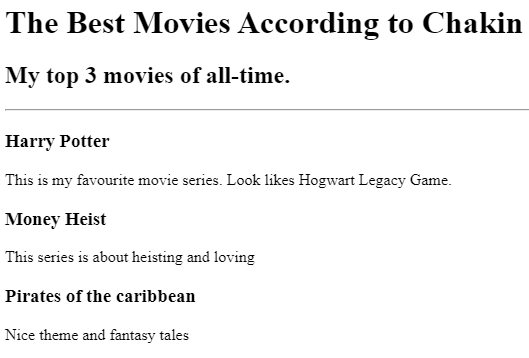 The Best Movies According to Chakin
My top 3 movies of all-time.
Harry Potter
This is my favourite movie series. Look likes Hogwart Legacy Game.
Money Heist
This series is about heisting and loving
Pirates of the caribbean
Nice theme and fantasy tales